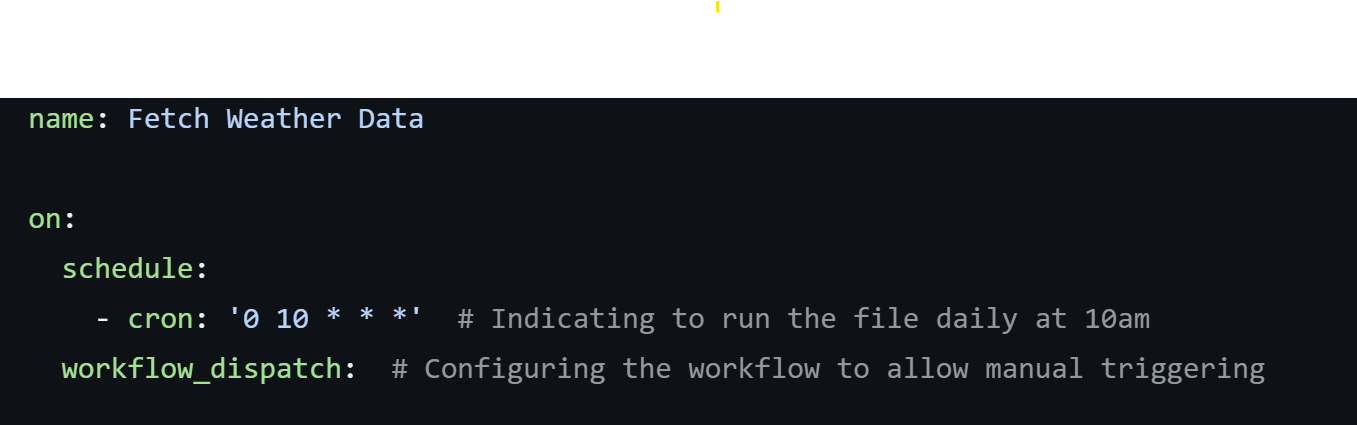 name: Fetch Weather Data
on:
schedule:
- cron: '0 10 * * *'  # Indicating to run the file daily at 10am
workflow_dispatch:  # Configuring the workflow to allow manual triggering